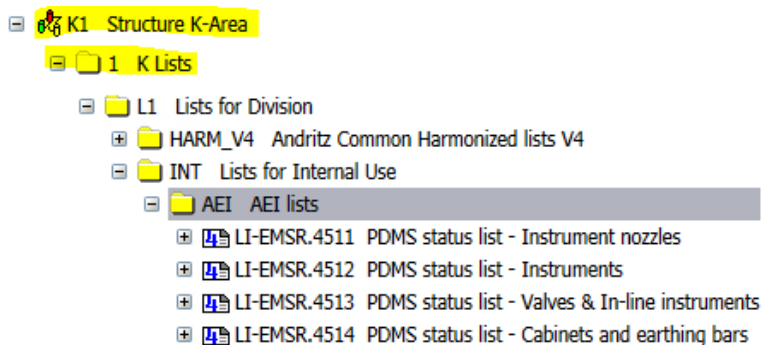 K1 Structure K-Area
1 K Lists
L1 Lists for Division
HARM_V4 Andritz Common Harmonized lists V4
INT Lists for Internal Use
AEI AEI lists
LI-EMSR.4511 PDMS status list - Instrument nozzles
LI-EMSR.4512 PDMS status list - Instruments
LI-EMSR.4513 PDMS status list - Valves & In-line instruments
LI-EMSR.4514 PDMS status list - Cabinets and earthing bars